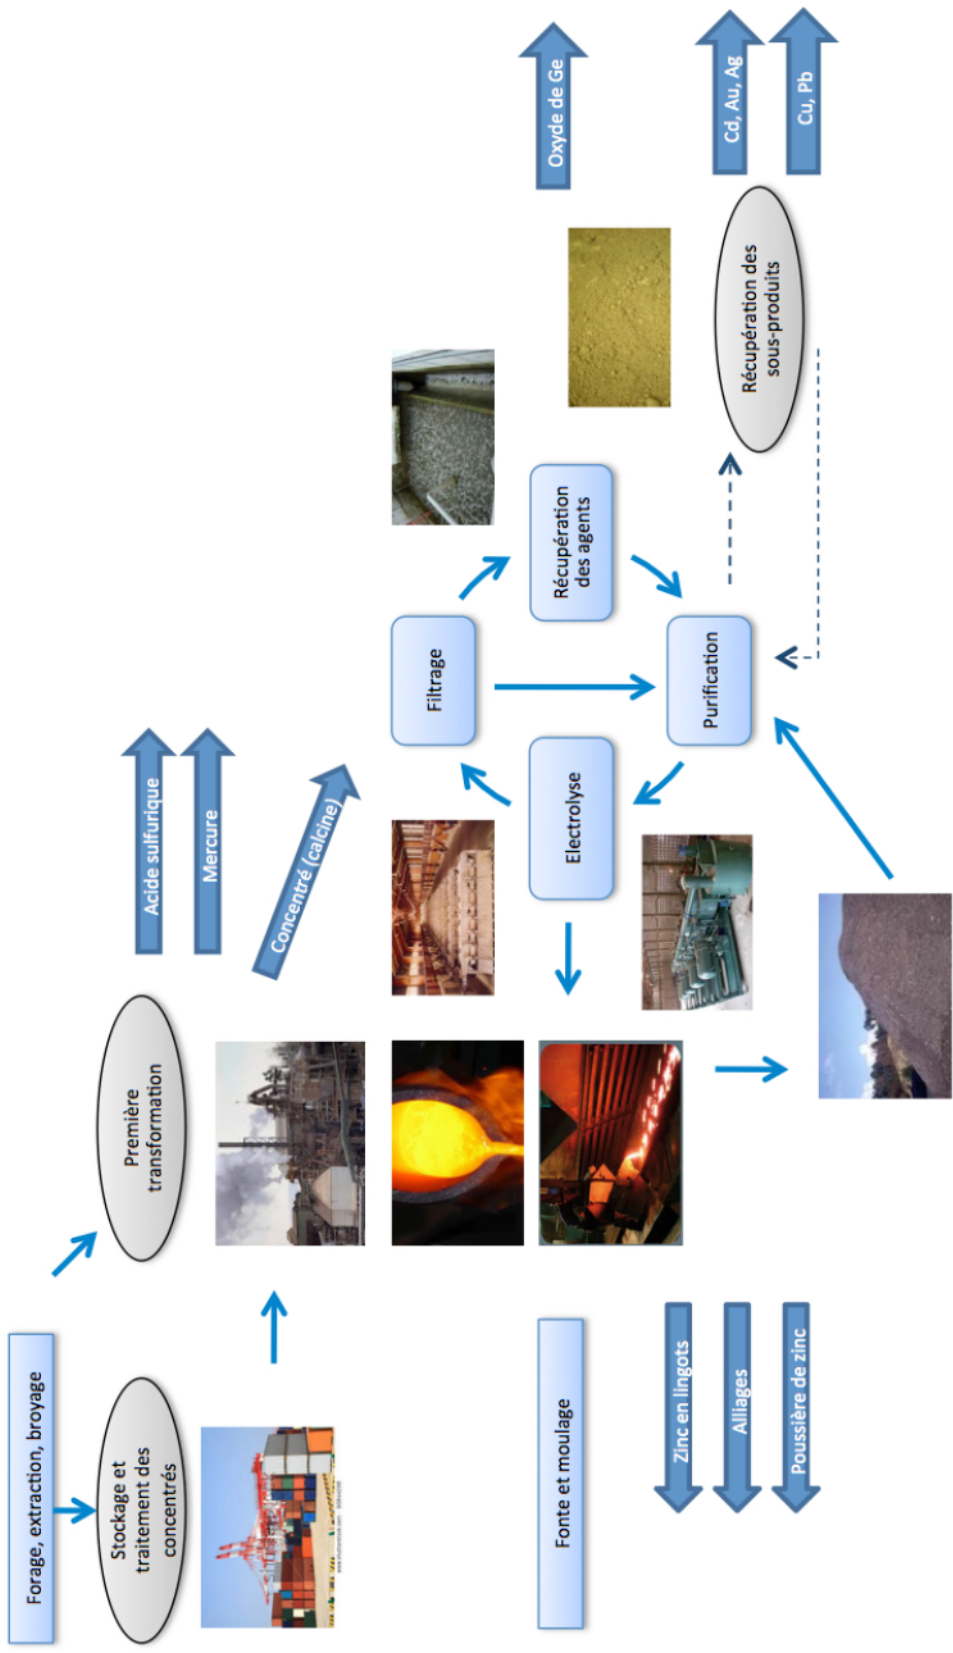 Forage, extraction, broyage
Stockage et
traitement des
concentrés
Première
transformation
Acide sulfurique
Mercure
Concentré (calcine)
Filtrage
Récupération
des agents
Electrolyse
Purification
Oxyde de Ge
Récupération des
sous-produits
Cd, Au, Ag
Cu, Pb
Fonte et moulage
Zinc en lingots
Alliages
Poussière de zinc